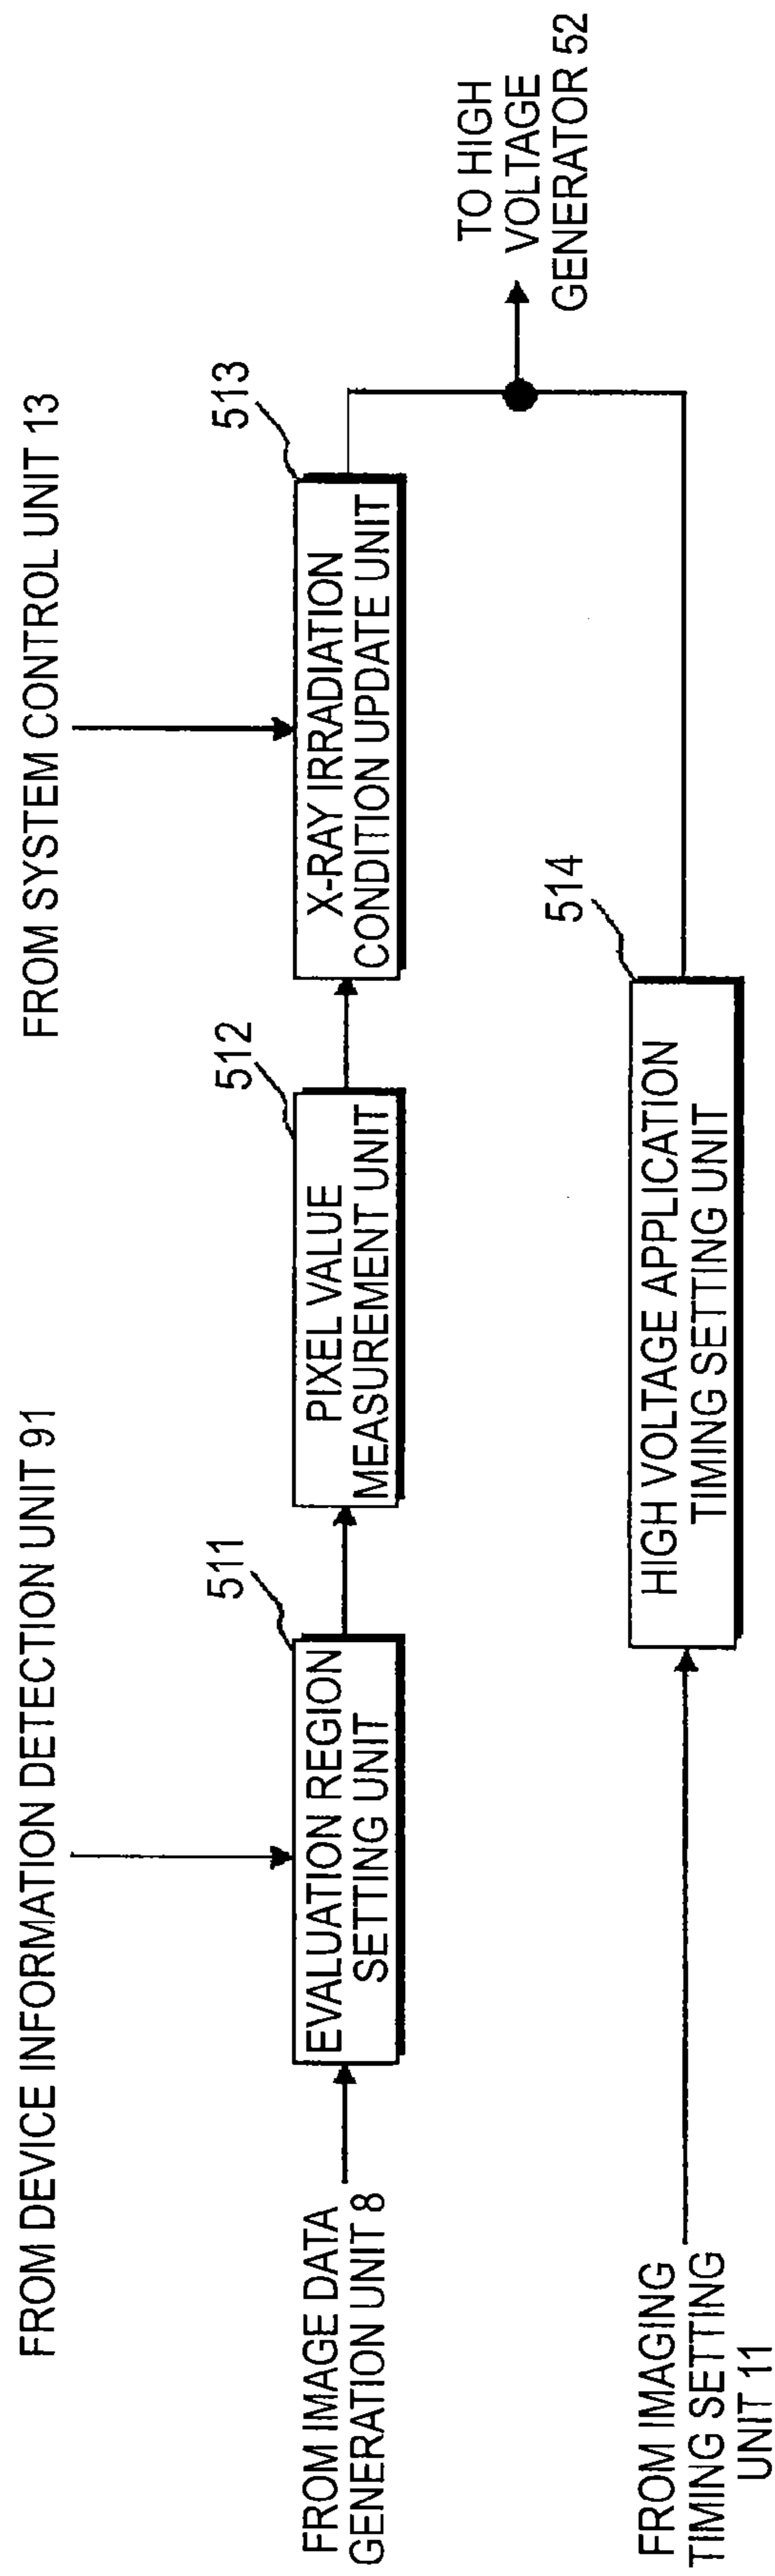 FROM DEVICE INFORMATION DETECTION UNIT 91
FROM SYSTEM CONTROL UNIT 13
FROM IMAGE DATA
GENERATION UNIT 8
511
EVALUATION REGION
SETTING UNIT
512
PIXEL VALUE
MEASUREMENT UNIT
513
X-RAY IRRADIATION
CONDITION UPDATE UNIT
TO HIGH
VOLTAGE
GENERATOR 52
FROM IMAGING
TIMING SETTING
UNIT 11
514
HIGH VOLTAGE APPLICATION
TIMING SETTING UNIT